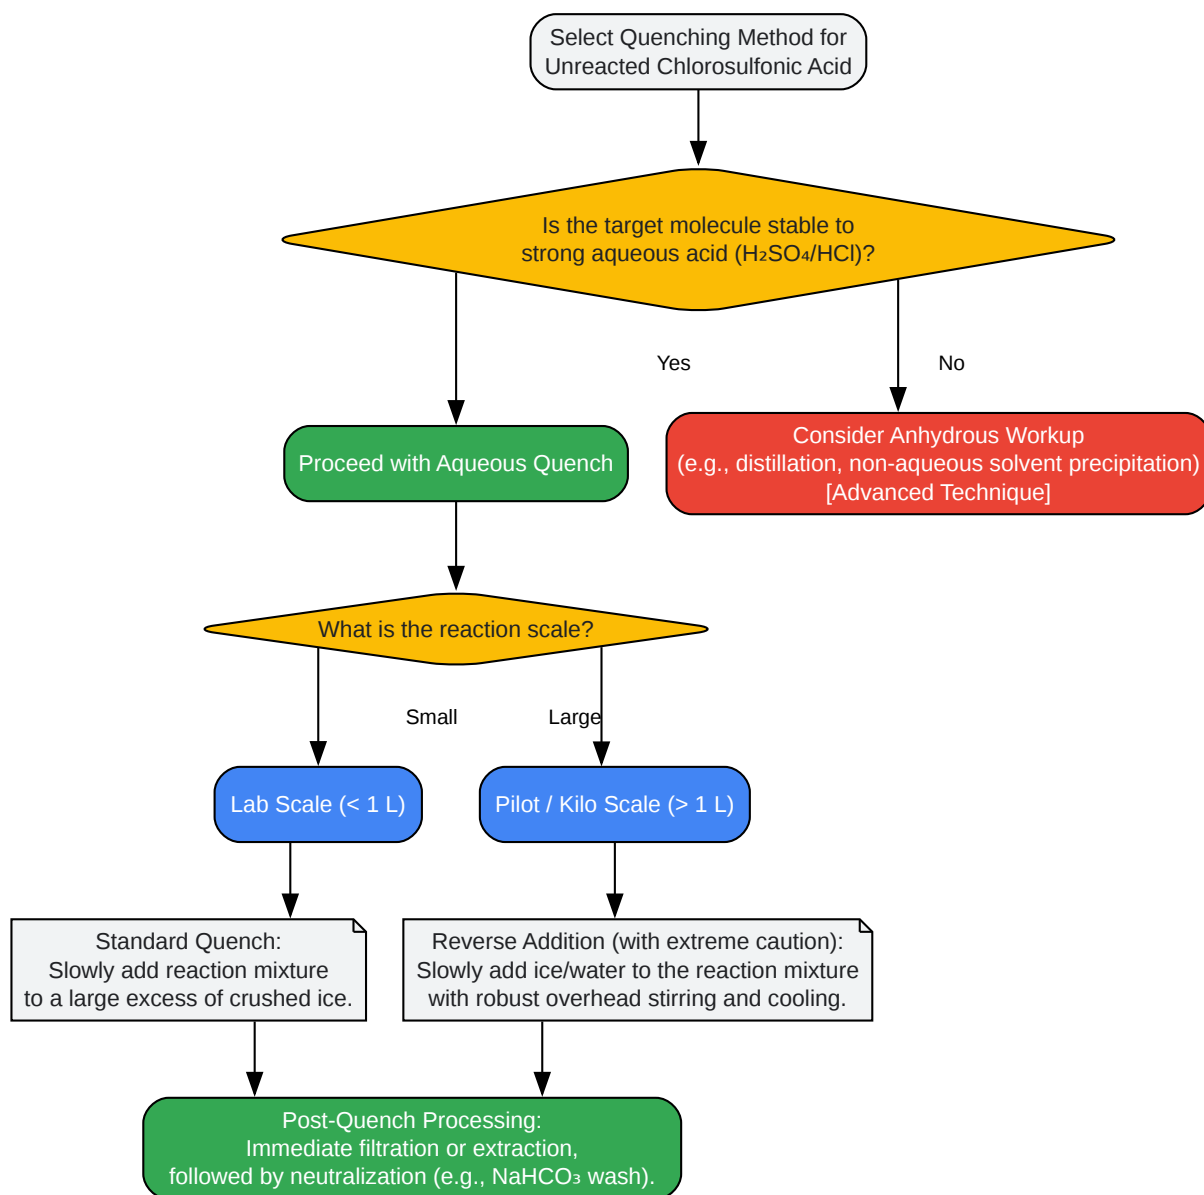 Select Quenching Method for
Unreacted Chlorosulfonic Acid
Is the target molecule stable to
strong aqueous acid (H₂SO₄/HCl)?
Yes
No
Proceed with Aqueous Quench
Consider Anhydrous Workup
(e.g., distillation, non-aqueous solvent precipitation)
[Advanced Technique]
What is the reaction scale?
Small
Large
Lab Scale (< 1 L)
Pilot / Kilo Scale (> 1 L)
Standard Quench:
Slowly add reaction mixture
to a large excess of crushed ice.
Reverse Addition (with extreme caution):
Slowly add ice/water to the reaction mixture
with robust overhead stirring and cooling.
Post-Quench Processing:
Immediate filtration or extraction,
followed by neutralization (e.g., NaHCO₃ wash).